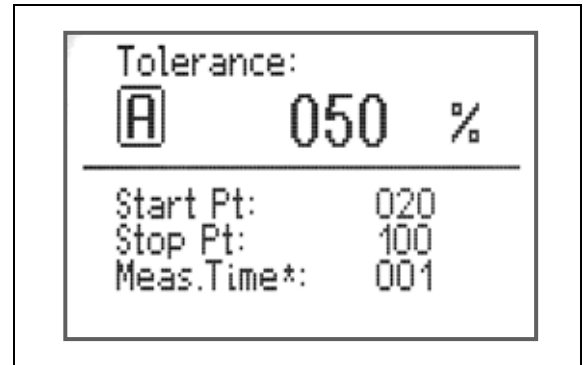 Tolerance:
A 050 %
Start Pt: 020
Stop Pt: 100
Meas.Time*: 001